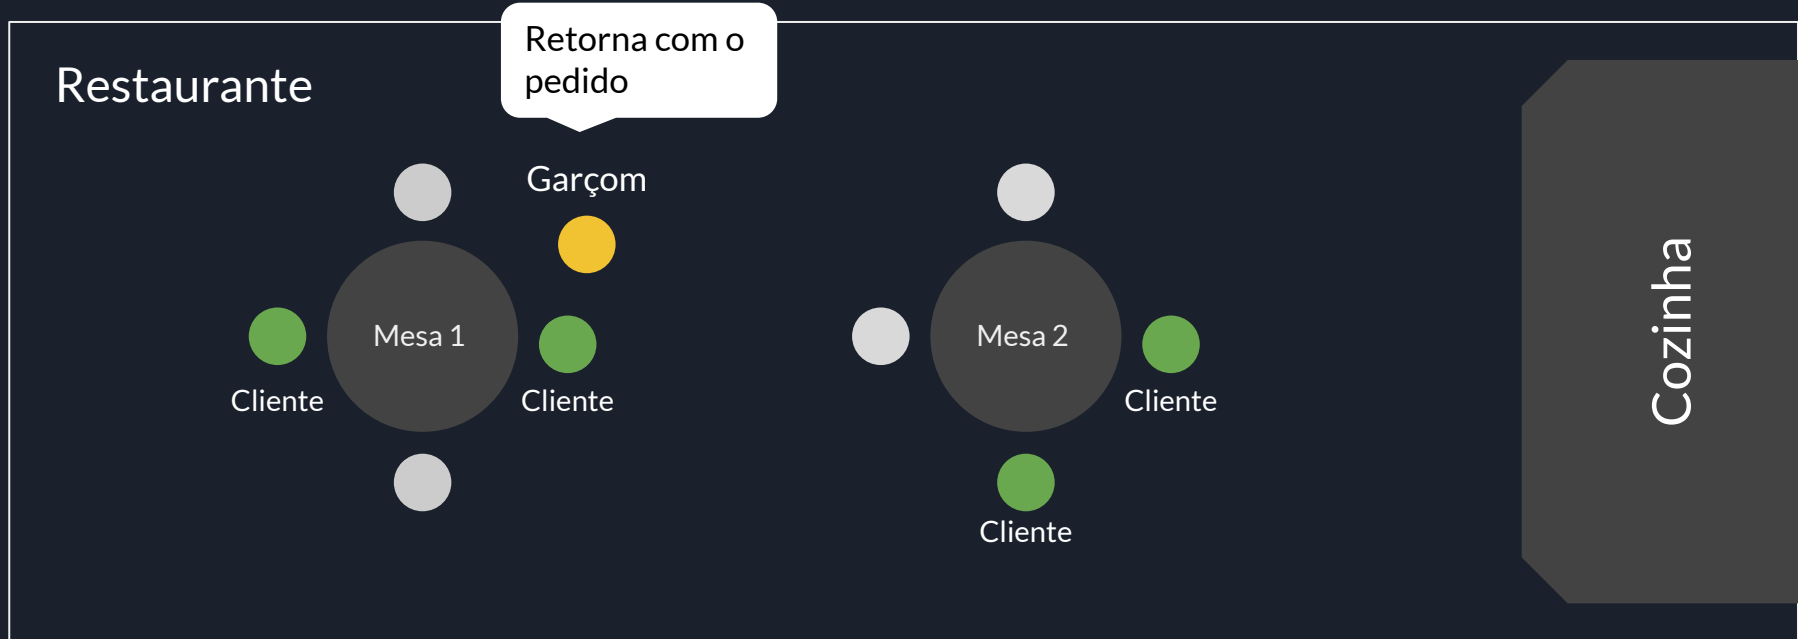 Retorna com o
pedido
Restaurante
Garçom
Mesa 1
Cliente
Cliente
Mesa 2
Cliente
Cliente
Cozinha